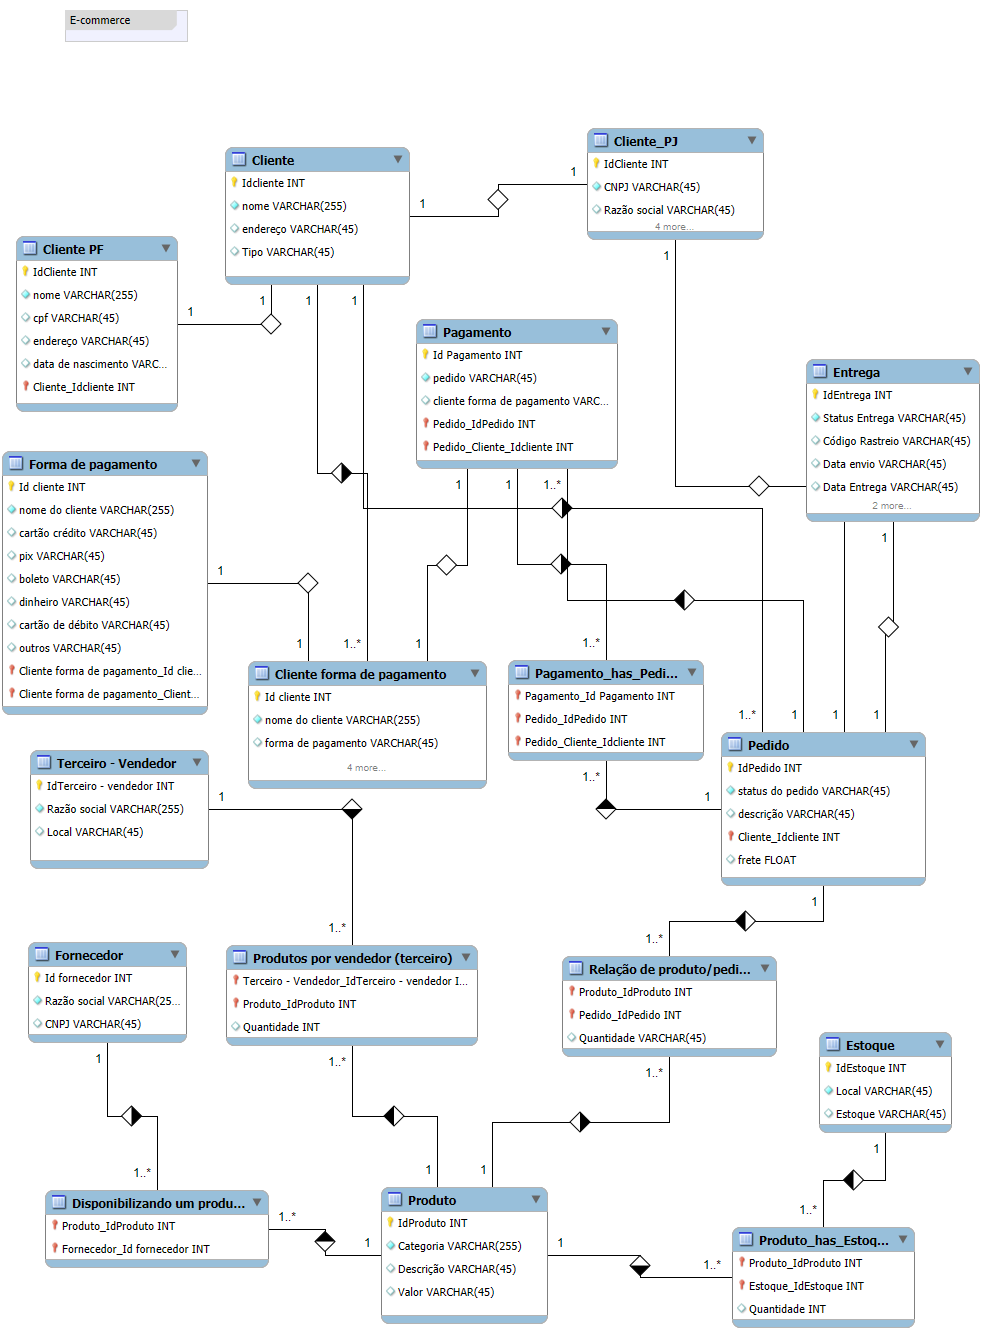 E-commerce
Cliente_PJ
IdCliente INT
CNPJ VARCHAR(45)
Razão social VARCHAR(45)
4 more...
Cliente
Idcliente INT
nome VARCHAR(255)
endereço VARCHAR(45)
Tipo VARCHAR(45)
1
1
Cliente PF
IdCliente INT
nome VARCHAR(255)
cpf VARCHAR(45)
endereço VARCHAR(45)
data de nascimento VARC...
Cliente_Idcliente INT
1
1
1
1
1
Pagamento
Id Pagamento INT
pedido VARCHAR(45)
cliente forma de pagamento VARC...
Pedido_IdPedido INT
Pedido_Cliente_Idcliente INT
1
1
1..*
Entrega
IdEntrega INT
Status Entrega VARCHAR(45)
Código Rastreio VARCHAR(45)
Data envio VARCHAR(45)
Data Entrega VARCHAR(45)
2 more...
1
Forma de pagamento
Id cliente INT
nome do cliente VARCHAR(255)
cartão crédito VARCHAR(45)
pix VARCHAR(45)
boleto VARCHAR(45)
dinheiro VARCHAR(45)
cartão de débito VARCHAR(45)
outros VARCHAR(45)
Cliente forma de pagamento_Id clie...
Cliente forma de pagamento_Client...
1
1
1..*
1
1..*
Cliente forma de pagamento
Id cliente INT
nome do cliente VARCHAR(255)
forma de pagamento VARCHAR(45)
4 more...
Pagamento_has_Pedi...
Pagamento_Id Pagamento INT
Pedido_IdPedido INT
Pedido_Cliente_Idcliente INT
1..*
1
1..*
1
1
1
Pedido
IdPedido INT
status do pedido VARCHAR(45)
descrição VARCHAR(45)
Cliente_Idcliente INT
frete FLOAT
1
Terceiro - Vendedor
IdTerceiro - vendedor INT
Razão social VARCHAR(255)
Local VARCHAR(45)
1
1..*
1..*
Fornecedor
Id fornecedor INT
Razão social VARCHAR(25...
CNPJ VARCHAR(45)
1
Produtos por vendedor (terceiro)
Terceiro - Vendedor_IdTerceiro - vendedor I...
Produto_IdProduto INT
Quantidade INT
1..*
Relação de produto/pedi...
Produto_IdProduto INT
Pedido_IdPedido INT
Quantidade VARCHAR(45)
1..*
Estoque
IdEstoque INT
Local VARCHAR(45)
Estoque VARCHAR(45)
1
1..*
1
1
1..*
Disponibilizando um produ...
Produto_IdProduto INT
Fornecedor_Id fornecedor INT
1..*
1
Produto
IdProduto INT
Categoria VARCHAR(255)
Descrição VARCHAR(45)
Valor VARCHAR(45)
1
1..*
Produto_has_Estoq...
Produto_IdProduto INT
Estoque_IdEstoque INT
Quantidade INT